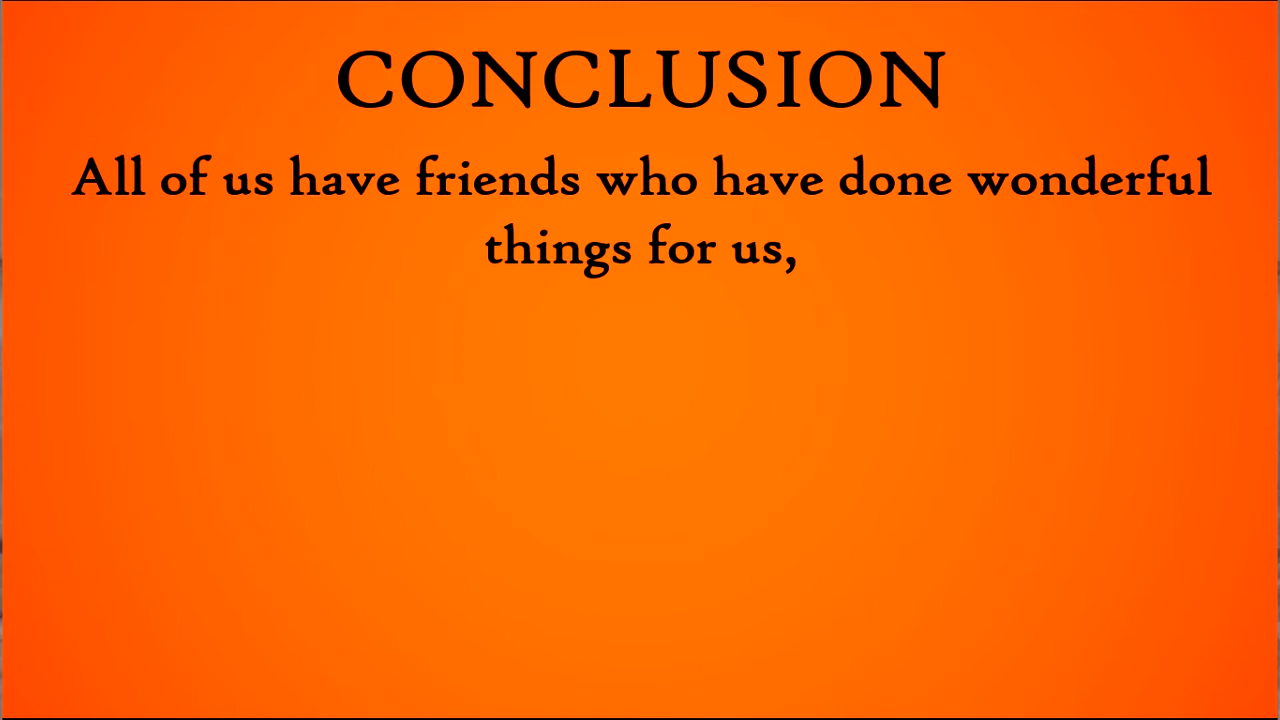 CONCLUSION
All of us have friends who have done wonderful
things for us,